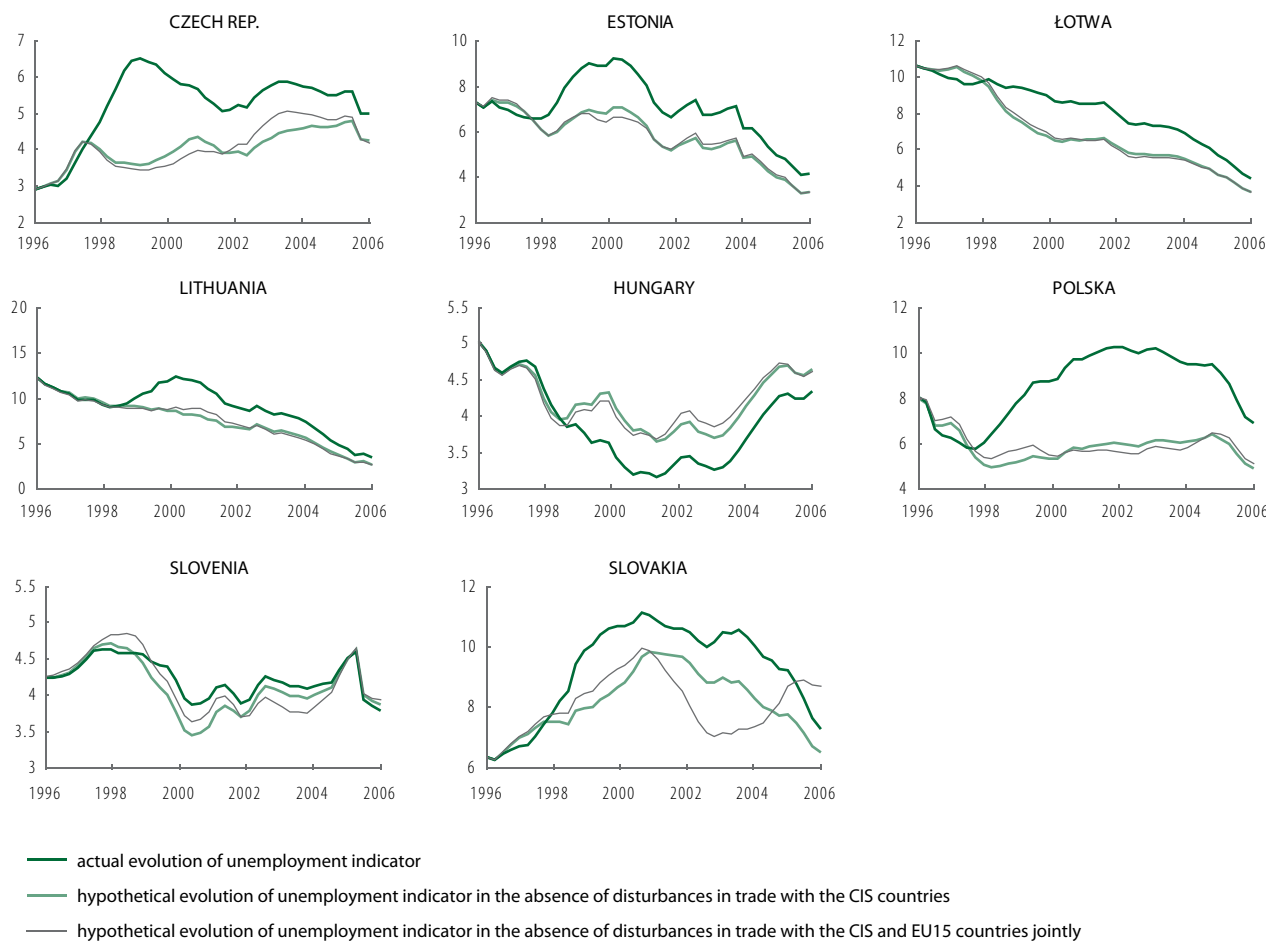 CZECH REP.
7
6
5
4
3
2
1996 1998 2000 2002 2004 2006
ESTONIA
10
8
6
4
2
1996 1998 2000 2002 2004 2006
ŁOTWA
12
10
8
6
4
2
1996 1998 2000 2002 2004 2006
LITHUANIA
20
15
10
5
0
1996 1998 2000 2002 2004 2006
HUNGARY
5.5
5
4.5
4
3.5
3
1996 1998 2000 2002 2004 2006
POLSKA
12
10
8
6
4
1996 1998 2000 2002 2004 2006
SLOVENIA
5.5
5
4.5
4
3.5
3
1996 1998 2000 2002 2004 2006
SLOVAKIA
12
10
8
6
1996 1998 2000 2002 2004 2006
actual evolution of unemployment indicator
hypothetical evolution of unemployment indicator in the absence of disturbances in trade with the CIS countries
hypothetical evolution of unemployment indicator in the absence of disturbances in trade with the CIS and EU15 countries jointly